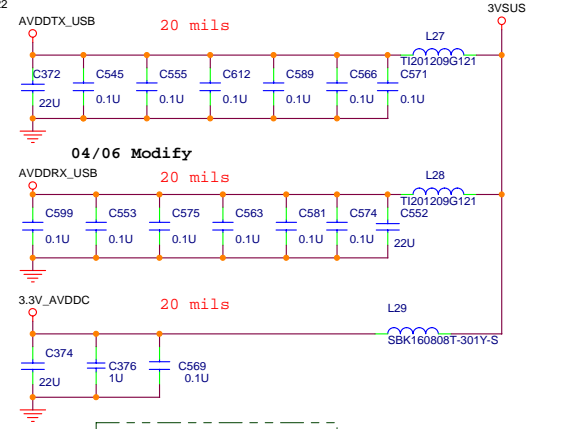 22
3VSUS
AVDDTX_USB
20 mils
L27
TI201209G121
C372
C545
C555
C612
C589
C566
C571
22U
0.1U
0.1U
0.1U
0.1U
0.1U
0.1U
04/06 Modify
AVDDRX_USB
20 mils
L28
TI201209G121
C599
C553
C575
C563
C581
C574
C552
0.1U
0.1U
0.1U
0.1U
0.1U
0.1U
22U
3.3V_AVDDC
20 mils
L29
SBK160808T-301Y-S
C374
C376
C569
22U
1U
0.1U